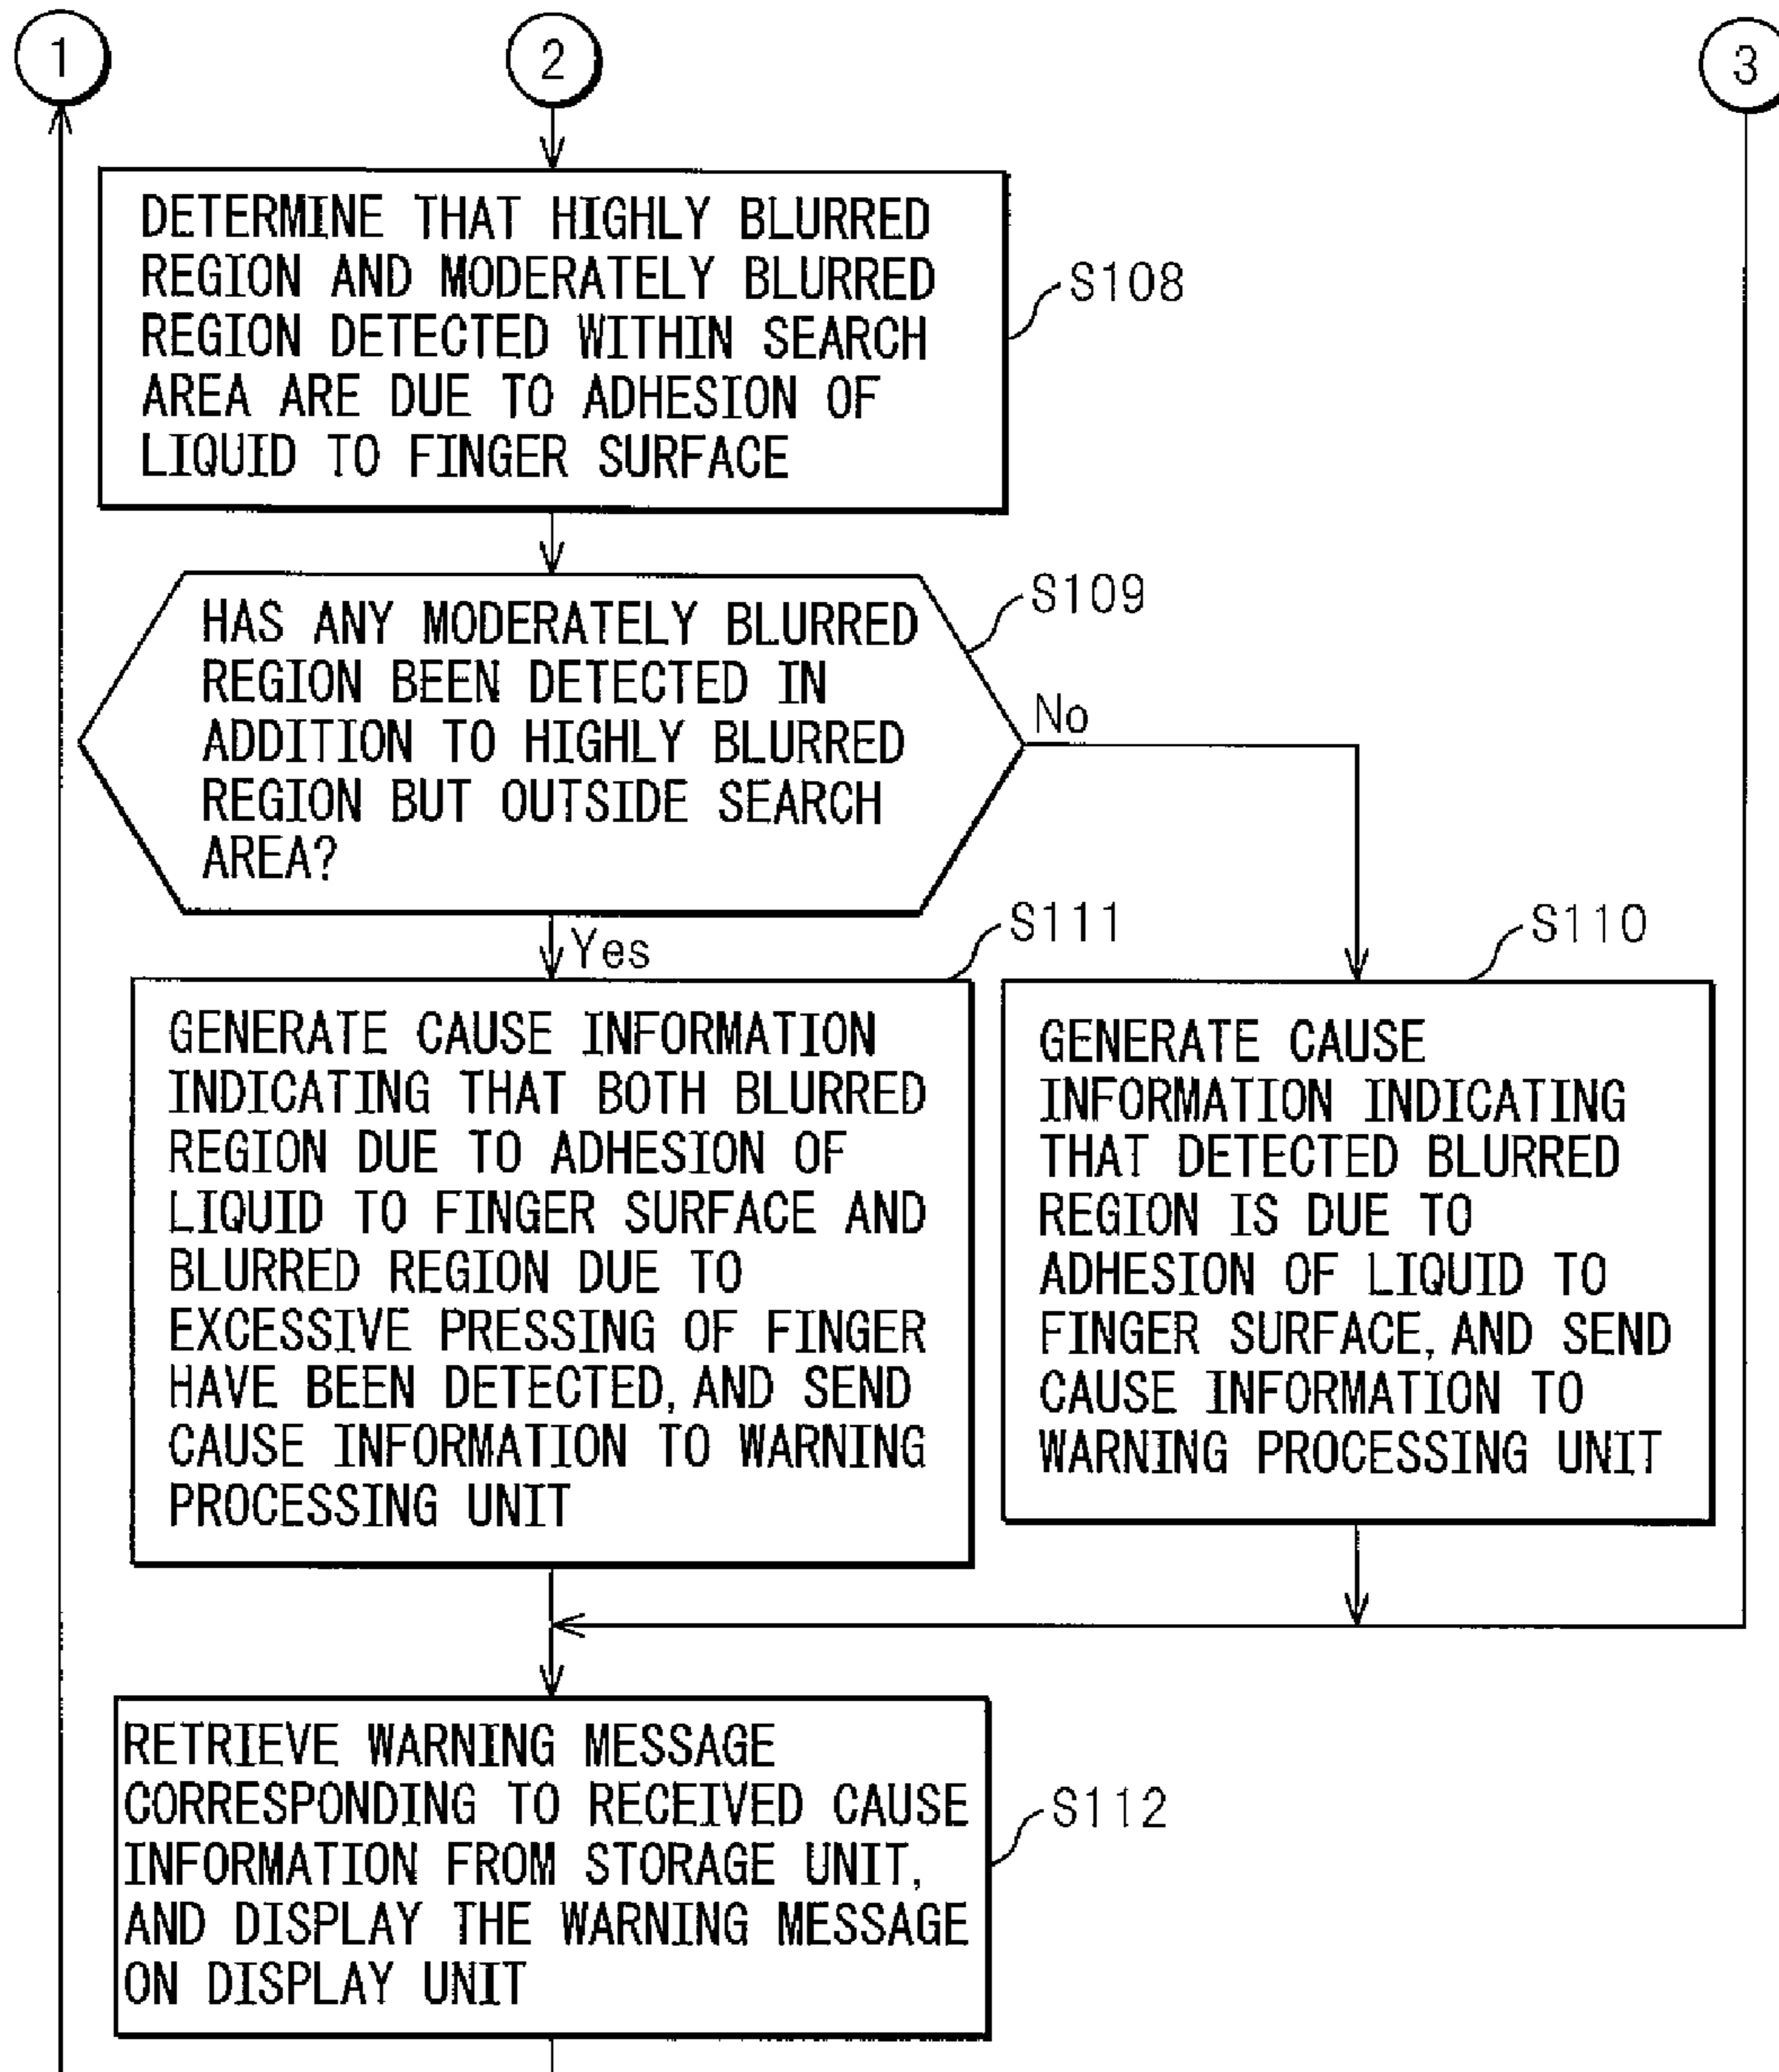 1
2
3
DETERMINE THAT HIGHLY BLURRED
REGION AND MODERATELY BLURRED
REGION DETECTED WITHIN SEARCH
AREA ARE DUE TO ADHESION OF
LIQUID TO FINGER SURFACE
S108
HAS ANY MODERATELY BLURRED
REGION BEEN DETECTED IN
ADDITION TO HIGHLY BLURRED
REGION BUT OUTSIDE SEARCH
AREA?
S109
No
Yes
S111
GENERATE CAUSE INFORMATION
INDICATING THAT BOTH BLURRED
REGION DUE TO ADHESION OF
LIQUID TO FINGER SURFACE AND
BLURRED REGION DUE TO
EXCESSIVE PRESSING OF FINGER
HAVE BEEN DETECTED, AND SEND
CAUSE INFORMATION TO WARNING
PROCESSING UNIT
S110
GENERATE CAUSE
INFORMATION INDICATING
THAT DETECTED BLURRED
REGION IS DUE TO
ADHESION OF LIQUID TO
FINGER SURFACE, AND SEND
CAUSE INFORMATION TO
WARNING PROCESSING UNIT
RETRIEVE WARNING MESSAGE
CORRESPONDING TO RECEIVED CAUSE
INFORMATION FROM STORAGE UNIT,
AND DISPLAY THE WARNING MESSAGE
ON DISPLAY UNIT
S112